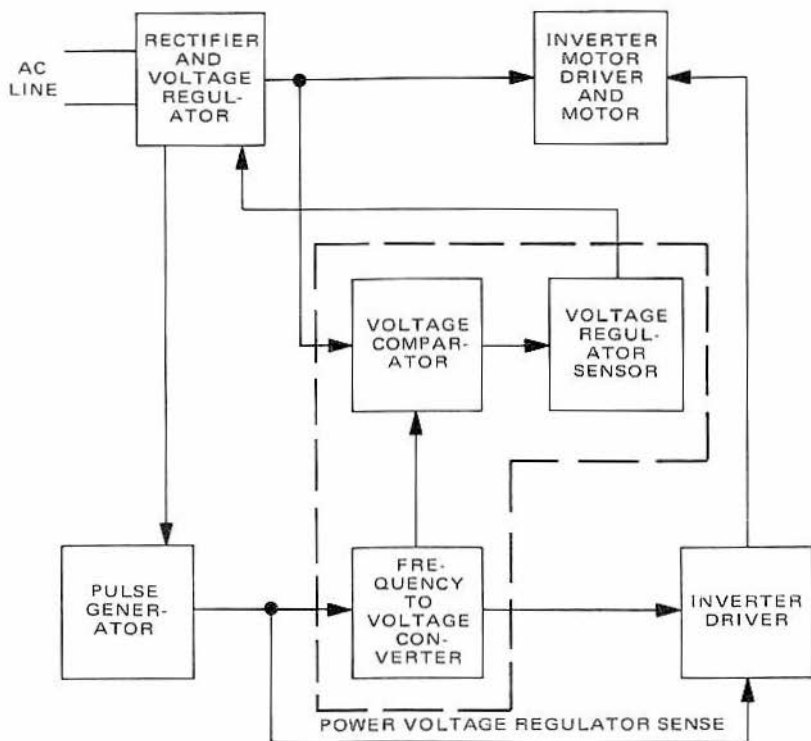 RECTIFIER
AND
VOLTAGE
REGUL-
ATOR
INVERTER
MOTOR
DRIVER
AND
MOTOR
AC
LINE
VOLTAGE
COMPAR-
ATOR
VOLTAGE
REGUL-
ATOR
SENSOR
PULSE
GENER-
ATOR
FRE-
QUENCY
TO
VOLTAGE
CON-
VERTER
INVERTER
DRIVER
POWER VOLTAGE REGULATOR SENSE